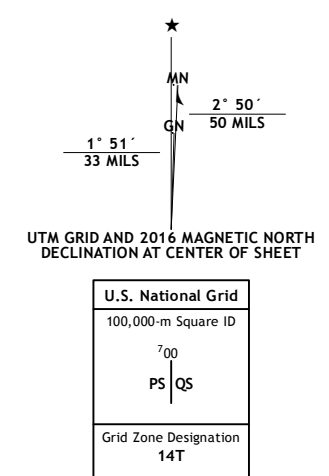 MN
GN
2° 50´
50 MILS
1° 51´
33 MILS
UTM GRID AND 2016 MAGNETIC NORTH
DECLINATION AT CENTER OF SHEET
U.S. National Grid
100,000-m Square ID
⁷00
PS QS
Grid Zone Designation
14T